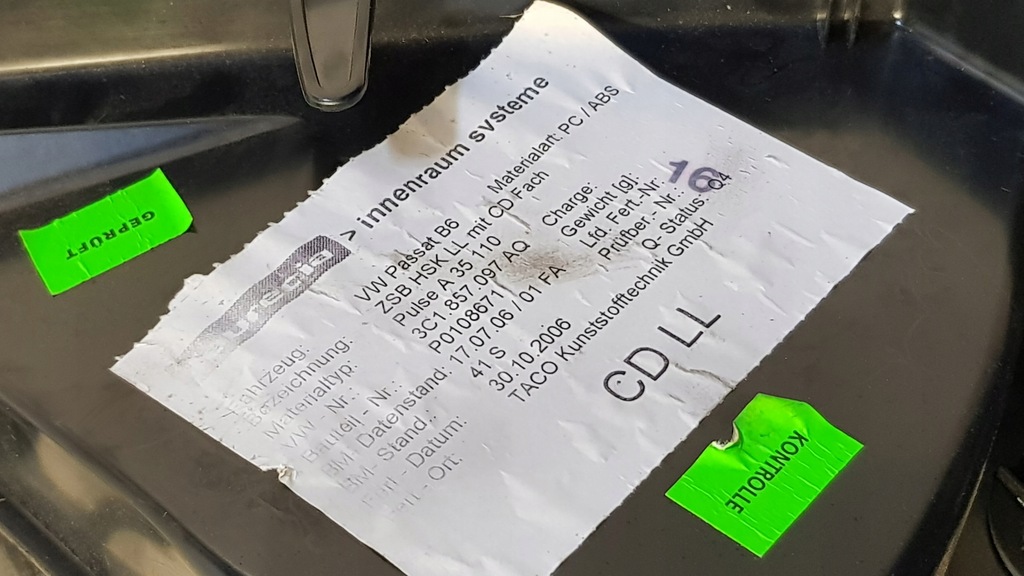 GEPRÜFT
> innenraum systeme
Fahrzeug: VW Passat B6
Bezeichnung: ZSB HSK LL mit CD Fach
Materialtyp: Pulse A 35 110 Materialart: PC / ABS
VW - Nr.: 3C1 857 097 AQ Charge:
Bauteil - Nr.: P0108671 Gewicht (g):
BMI Datenstand: 17.07.06 / 01 FA Lfd. Fert.-Nr.: 16
BM- Stand: 41 S Prüfber.- Nr.
Fert - Datum: 30.10.2006 Q- Status: Q4
Ort: TACO Kunststofftechnik GmbH
CD LL
KONTROLLE